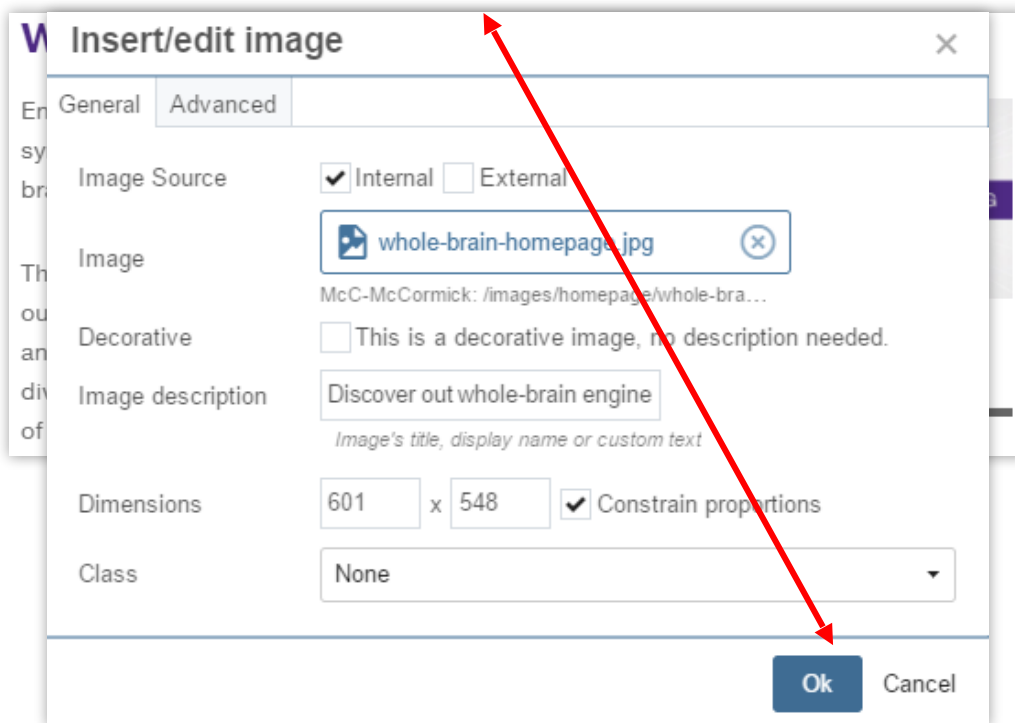 Insert/edit image
General Advanced
Image Source Internal External
Image whole-brain-homepage.jpg
McC-McCormick: /images/homepage/whole-bra...
Decorative This is a decorative image, no description needed.
Image description Discover out whole-brain engine
Image's title, display name or custom text
Dimensions 601 x 548 Constrain proportions
Class None
Ok Cancel